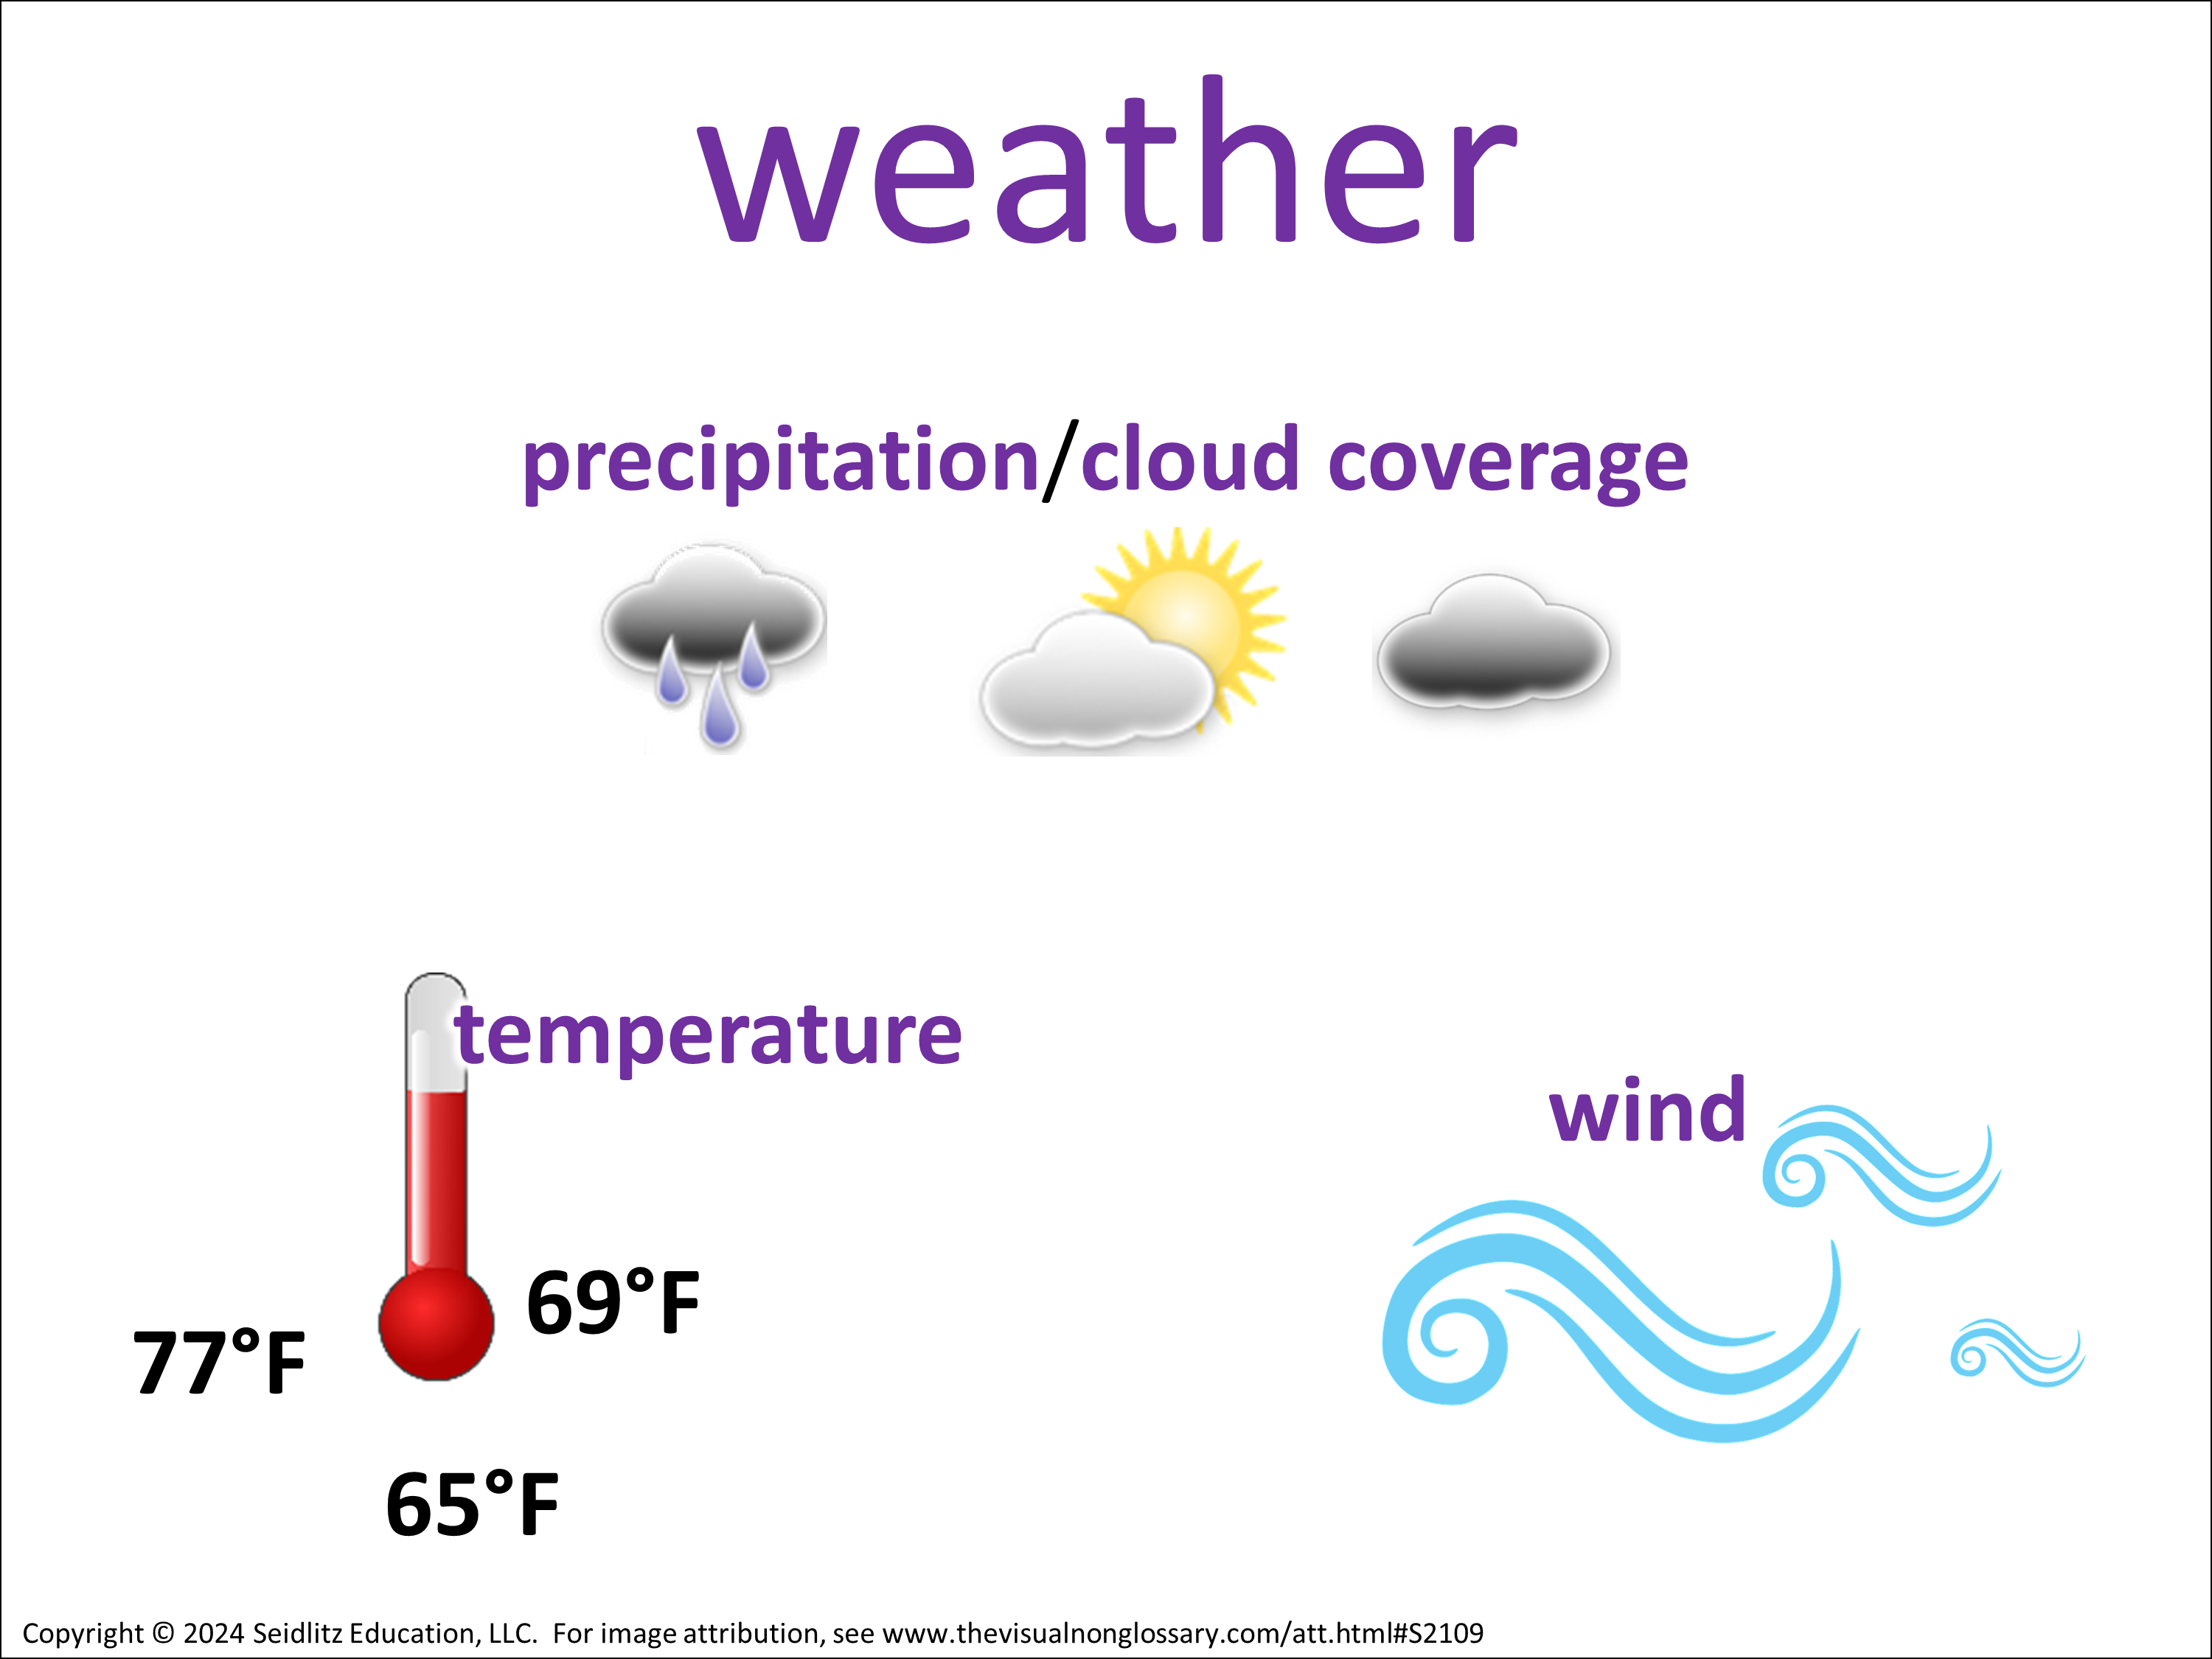 weather
precipitation/cloud coverage
temperature
wind
69°F
77°F
65°F
Copyright © 2024 Seidlitz Education, LLC.  For image attribution, see www.thevisualnonglossary.com/att.html#S2109